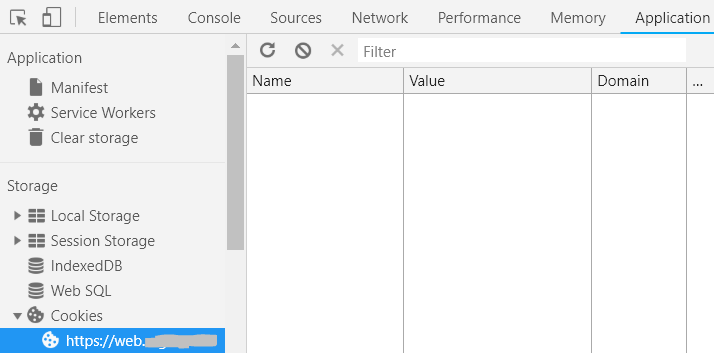 Elements Console Sources Network Performance Memory Application
Application
Manifest
Service Workers
Clear storage
Storage
Local Storage
Session Storage
IndexedDB
Web SQL
Cookies
https://web.
Filter
Name Value Domain ...